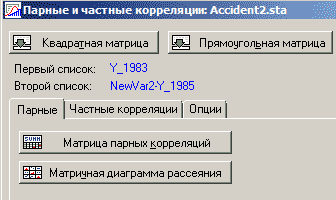 Парные и частные корреляции: Accident2.sta
Квадратная матрица Прямоугольная матрица
Первый список: Y_1983
Второй список: NewVar2-Y_1985
Парные Частные корреляции Опции
SUMM Матрица парных корреляций
Матричная диаграмма рассеяния